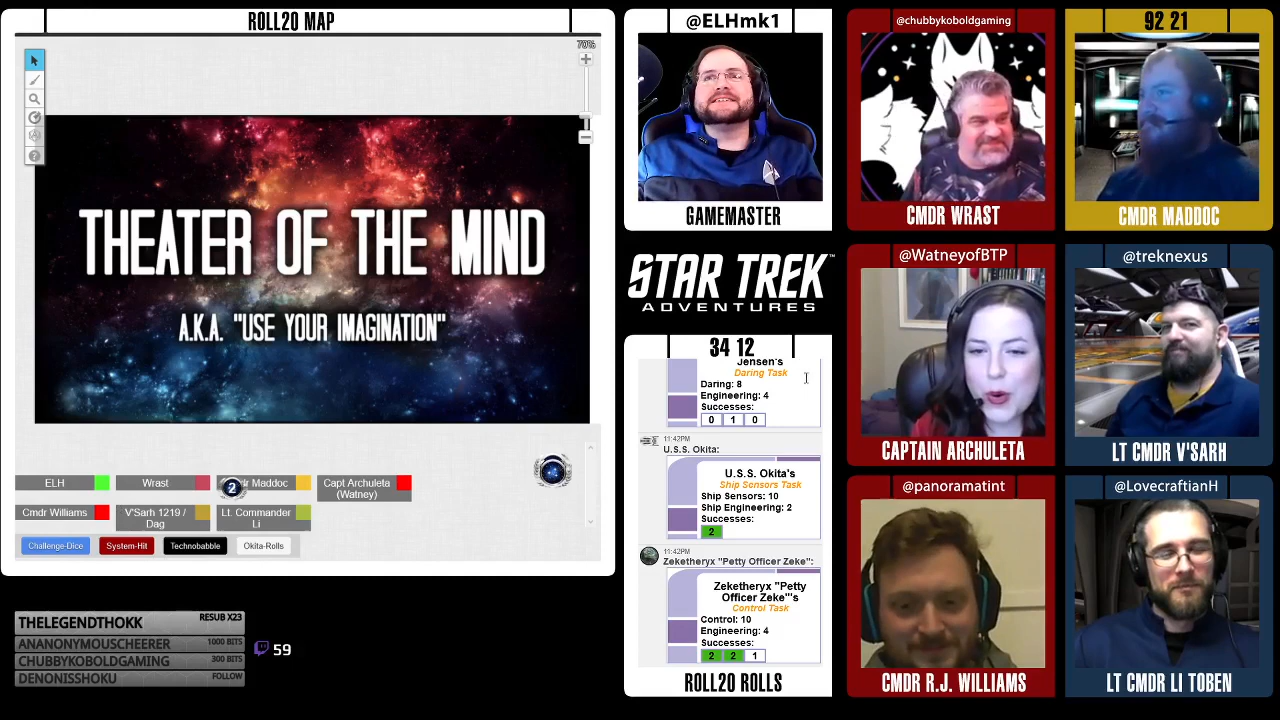 ROLL20 MAP
70%
THEATER OF THE MIND
A.K.A. "USE YOUR IMAGINATION"
ELH
Wrast
dr Maddoc
2
Capt Archuleta
(Watney)
Cmdr Williams
V'Sarh 1219 /
Dag
Lt. Commander
Li
Challenge-Dice
System-Hit
Technobabble
Okita-Rolls
THELEGENDTHOKK RESUB X23
ANANONYMOUSCHEERER 1000 BITS
CHUBBYKOBOLDGAMING 300 BITS
DENONISSHOKU FOLLOW
59
@ELHmk1
GAMEMASTER
STAR TREK™
ADVENTURES
34 12
Jensen's
Daring Task
Daring: 8
Engineering: 4
Successes:
0 1 0
11:42PM
U.S.S. Okita:
U.S.S. Okita's
Ship Sensors Task
Ship Sensors: 10
Ship Engineering: 2
Successes:
2
11:42PM
Zeketheryx "Petty Officer Zeke":
Zeketheryx "Petty
Officer Zeke"'s
Control Task
Control: 10
Engineering: 4
Successes:
2 2 1
ROLL20 ROLLS
@chubbykoboldgaming
CMDR WRAST
92 21
CMDR MADDOC
@WatneyofBTP
CAPTAIN ARCHULETA
@treknexus
LT CMDR V'SARH
@panoramatint
CMDR R.J. WILLIAMS
@LovecraftianH
LT CMDR LI TOBEN